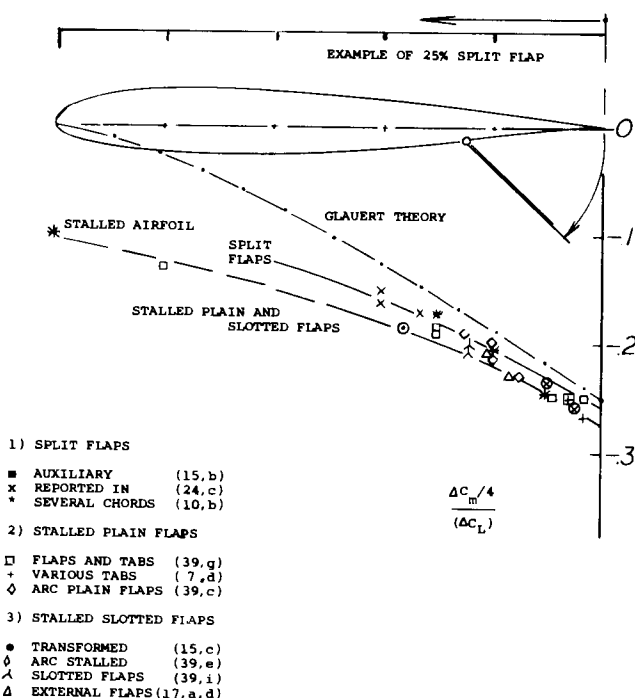 EXAMPLE OF 25% SPLIT FLAP
0
GLAUERT THEORY
STALLED AIRFOIL
-.1
SPLIT
FLAPS
STALLED PLAIN AND
SLOTTED FLAPS
-.2
-.3
ΔCm/4
(ΔCL)
1) SPLIT FLAPS
AUXILIARY (15,b)
REPORTED IN (24,c)
SEVERAL CHORDS (10,b)
2) STALLED PLAIN FLAPS
FLAPS AND TABS (39,g)
VARIOUS TABS (7,d)
ARC PLAIN FLAPS (39,c)
3) STALLED SLOTTED FLAPS
TRANSFORMED (15,c)
ARC STALLED (39,e)
SLOTTED FLAPS (39,i)
EXTERNAL FLAPS(17,a,d)